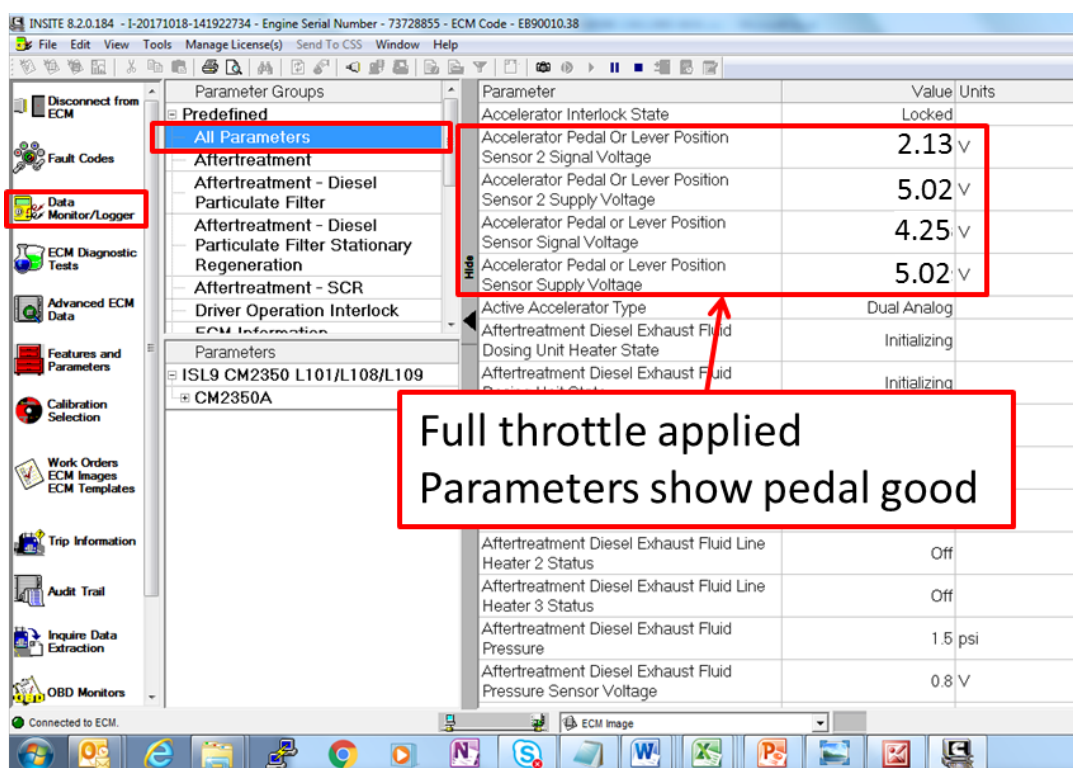 INSITE 8.2.0.184 - I-20171018-141922734 - Engine Serial Number - 73728855 - ECM Code - EB90010.38
File Edit View Tools ManageLicense(s) Send To CSS Window Help
Disconnect from
ECM
Fault Codes
Data
Monitor/Logger
ECM Diagnostic
Tests
Advanced ECM
Data
Features and
Parameters
Calibration
Selection
Work Orders
ECM Images
ECM Templates
Trip Information
Audit Trail
Inquire Data
Extraction
OBD Monitors
Parameter Groups
Predefined
All Parameters
Aftertreatment
Aftertreatment - Diesel
Particulate Filter
Aftertreatment - Diesel
Particulate Filter Stationary
Regeneration
Aftertreatment - SCR
Driver Operation Interlock
ECM Information
Parameters
ISL9 CM2350 L101/L108/L109
CM2350A
Hide
Parameter Value Units
Accelerator Interlock State Locked
Accelerator Pedal Or Lever Position
Sensor 2 Signal Voltage 2.13 V
Accelerator Pedal Or Lever Position
Sensor 2 Supply Voltage 5.02 V
Accelerator Pedal or Lever Position
Sensor Signal Voltage 4.25 V
Accelerator Pedal or Lever Position
Sensor Supply Voltage 5.02 V
Active Accelerator Type Dual Analog
Aftertreatment Diesel Exhaust Fluid
Dosing Unit Heater State Initializing
Aftertreatment Diesel Exhaust Fluid
Dosing Unit State Initializing
Full throttle applied
Parameters show pedal good
Aftertreatment Diesel Exhaust Fluid Line
Heater 2 Status Off
Aftertreatment Diesel Exhaust Fluid Line
Heater 3 Status Off
Aftertreatment Diesel Exhaust Fluid
Pressure 1.5 psi
Aftertreatment Diesel Exhaust Fluid
Pressure Sensor Voltage 0.8 V
Connected to ECM.
ECM Image